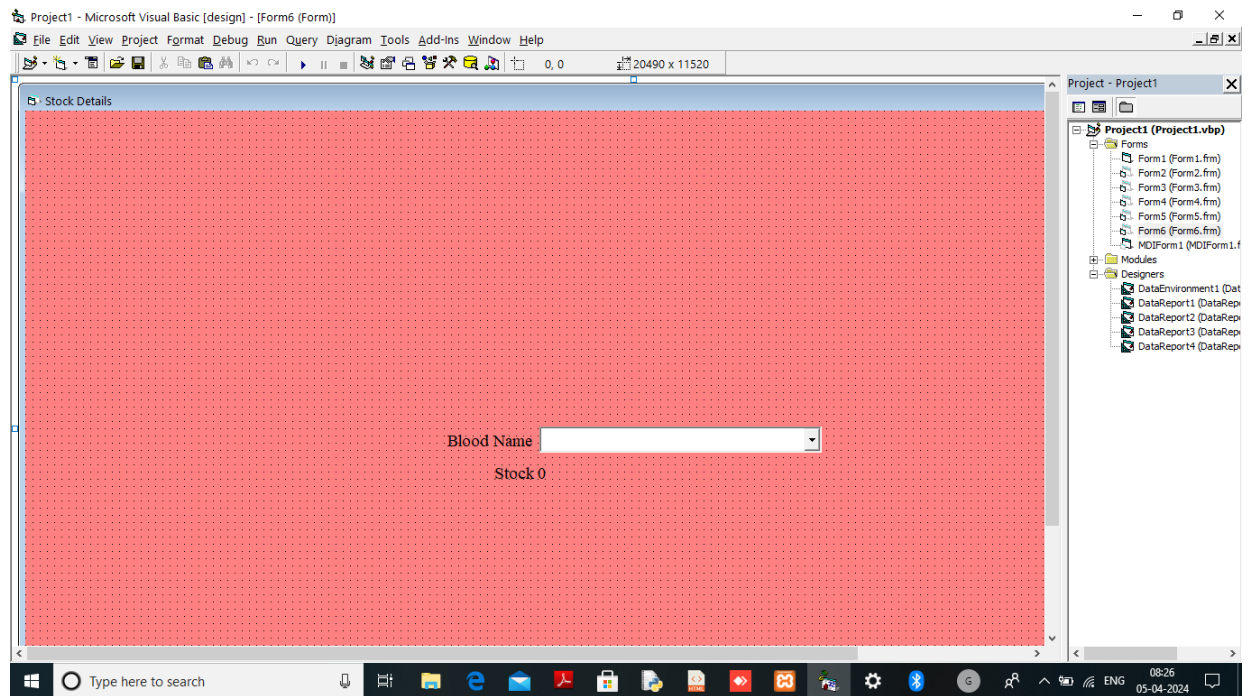 Project1 - Microsoft Visual Basic [design] - [Form6 (Form)]
File Edit View Project Format Debug Run Query Diagram Tools Add-Ins Window Help
0, 0 20490 x 11520
Project - Project1
Stock Details
Project1 (Project1.vbp)
Forms
Form1 (Form1.frm)
Form2 (Form2.frm)
Form3 (Form3.frm)
Form4 (Form4.frm)
Form5 (Form5.frm)
Form6 (Form6.frm)
MDIForm1 (MDIForm1.f
Modules
Designers
DataEnvironment1 (Dat
DataReport1 (DataRep
DataReport2 (DataRep
DataReport3 (DataRep
DataReport4 (DataRep
Blood Name
Stock 0
Type here to search
G
ENG
08:26
05-04-2024